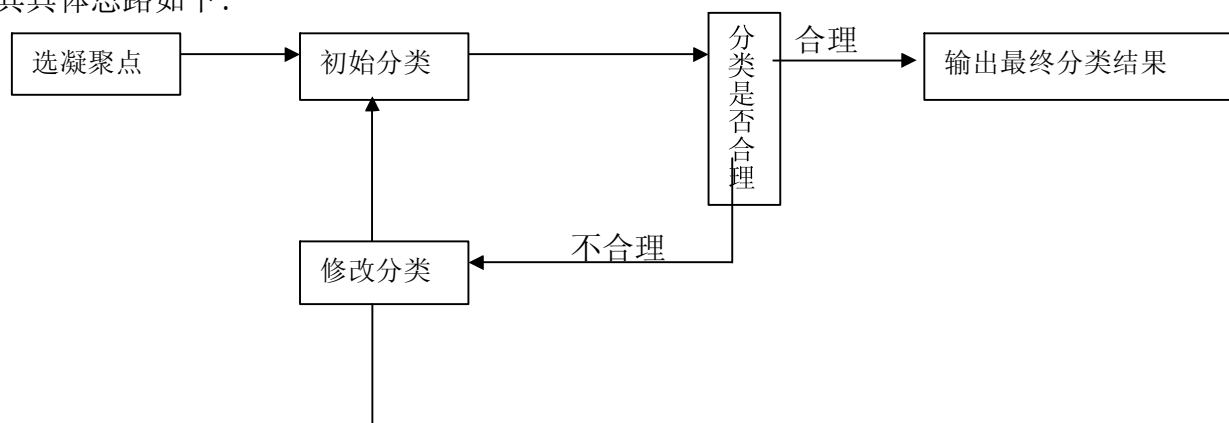 其具体思路如下：
选凝聚点
初始分类
分类是否合理
合理
输出最终分类结果
不合理
修改分类